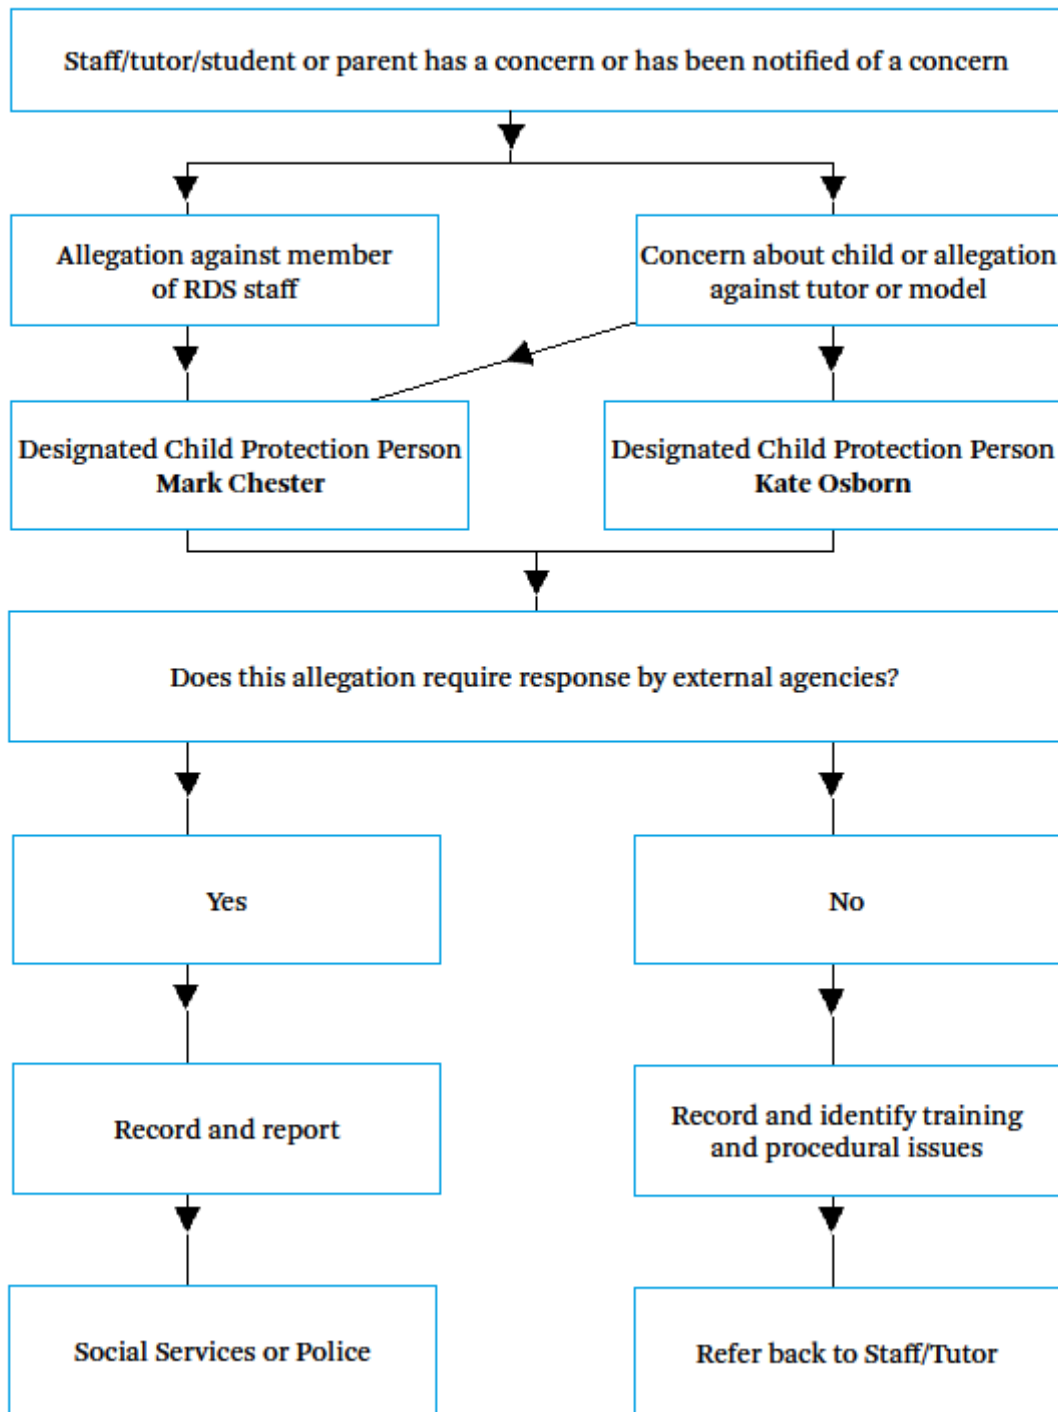 Staff/tutor/student or parent has a concern or has been notified of a concern
Allegation against member
of RDS staff
Concern about child or allegation
against tutor or model
Designated Child Protection Person
Mark Chester
Designated Child Protection Person
Kate Osborn
Does this allegation require response by external agencies?
Yes
No
Record and report
Record and identify training
and procedural issues
Social Services or Police
Refer back to Staff/Tutor